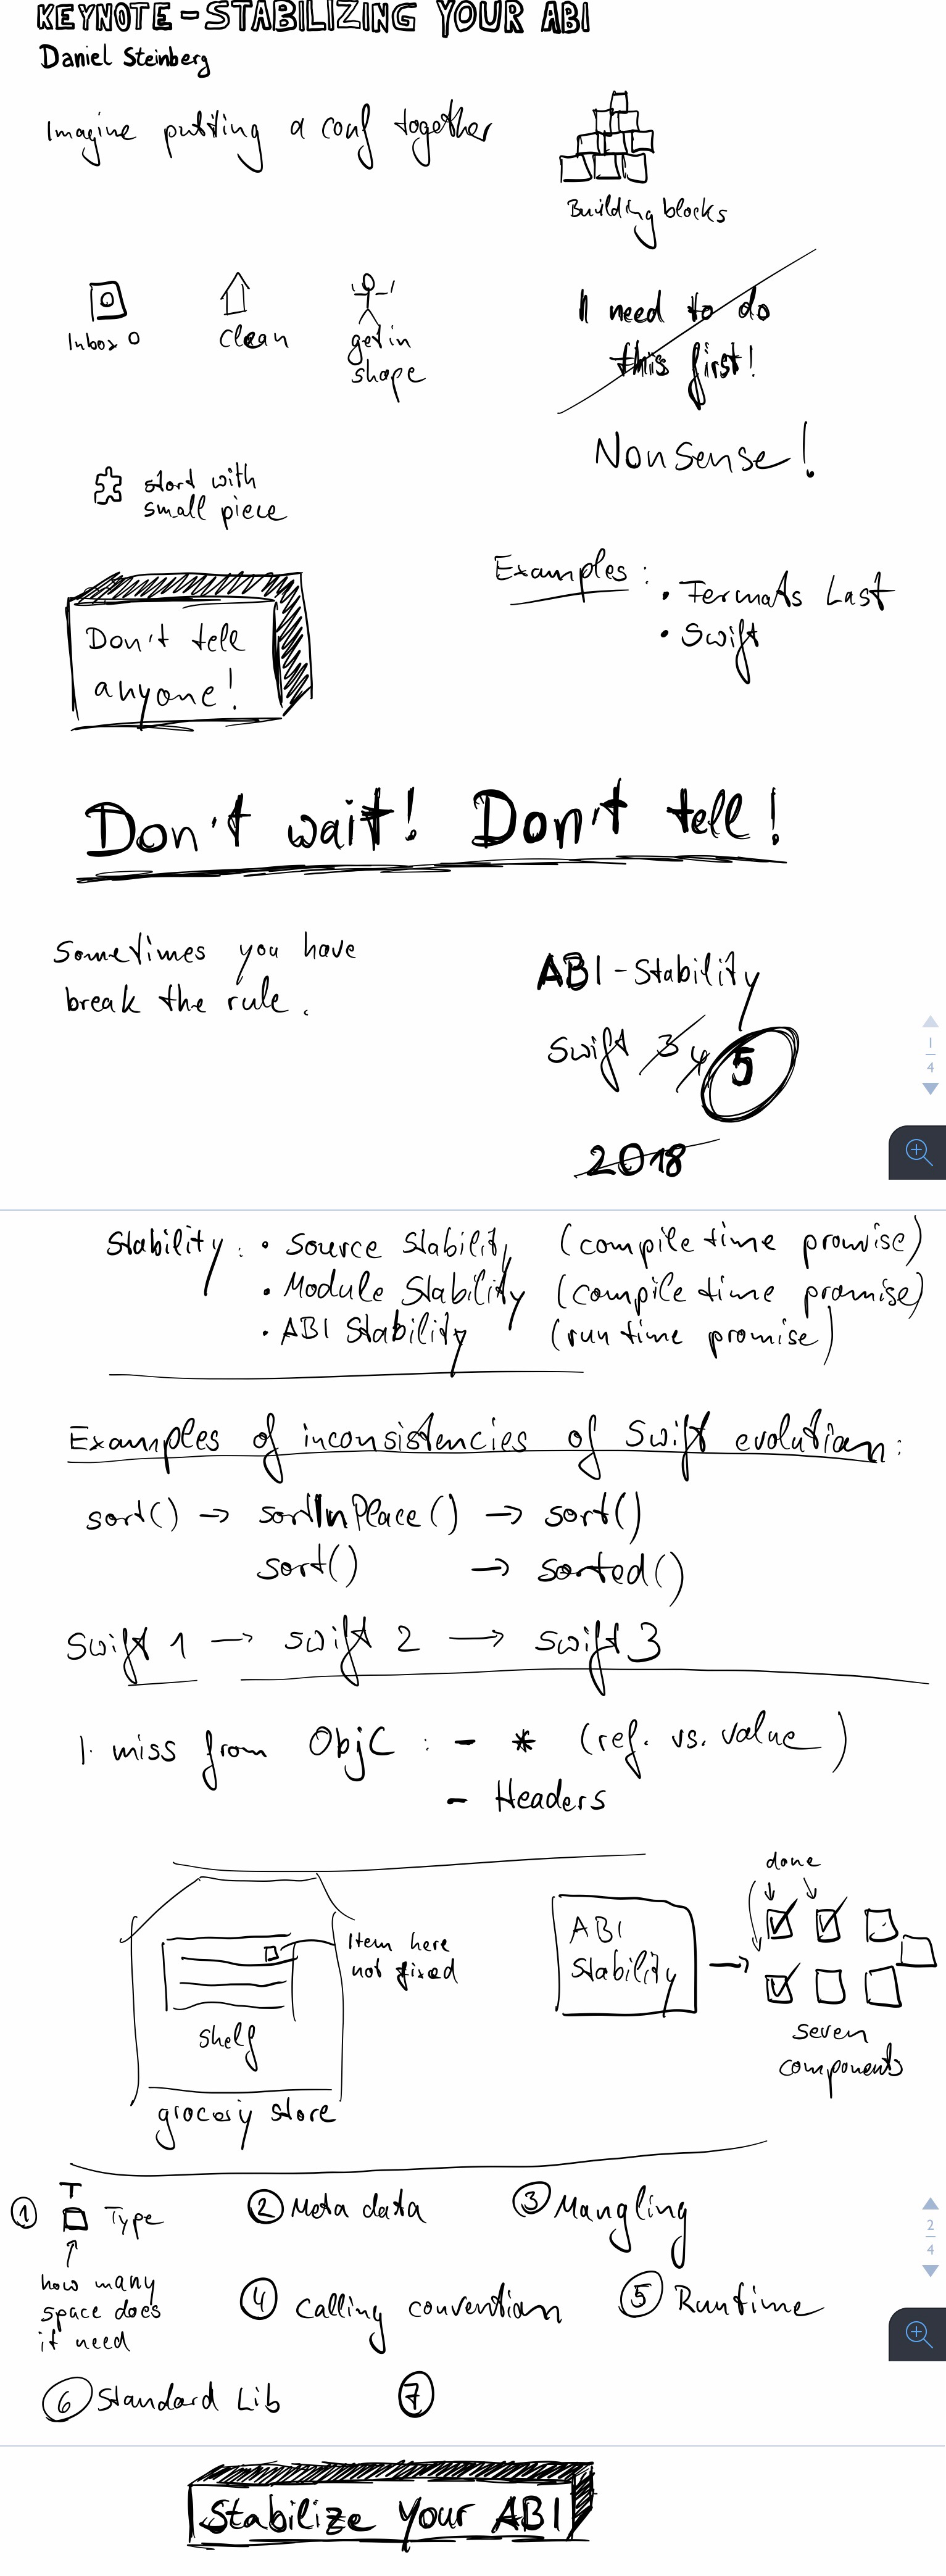 KEYNOTE - STABILIZING YOUR ABI
Daniel Steinberg
Imagine putting a conf together
Building blocks
Inbox 0
clean
get in
shape
I need to do
this first!
Nonsense!
start with
small piece
Examples:
• Fermats Last
• Swift
Don't tell
anyone!
Don't wait! Don't tell!
Sometimes you have
break the rule.
ABI - Stability
Swift 3 4 5
2018
1
4
Stability: • Source Stability (compile time promise)
• Module Stability (compile time promise)
• ABI Stability (run time promise)
Examples of inconsistencies of Swift evolution:
sort() → sortInPlace() → sort()
sort() → sorted()
Swift 1 → swift 2 → swift 3
I miss from ObjC: - * (ref. vs. value)
- Headers
done
Item here
not fixed
shelf
grocery store
ABI
Stability
seven
components
T
① Type
② Meta data
③ Mangling
how many
space does
it need
④ Calling convention
⑤ Runtime
2
4
⑥ Standard Lib
⑦
Stabilize your ABI